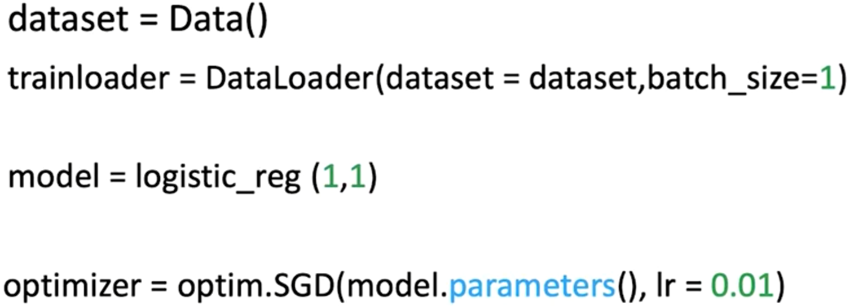 dataset = Data()
trainloader = DataLoader(dataset = dataset,batch_size=1)
model = logistic_reg (1,1)
optimizer = optim.SGD(model.parameters(), lr = 0.01)